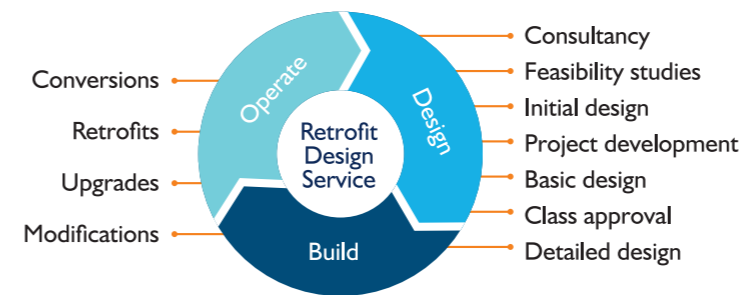 Conversions
Retrofits
Upgrades
Modifications
Operate
Design
Build
Retrofit
Design
Service
Consultancy
Feasibility studies
Initial design
Project development
Basic design
Class approval
Detailed design